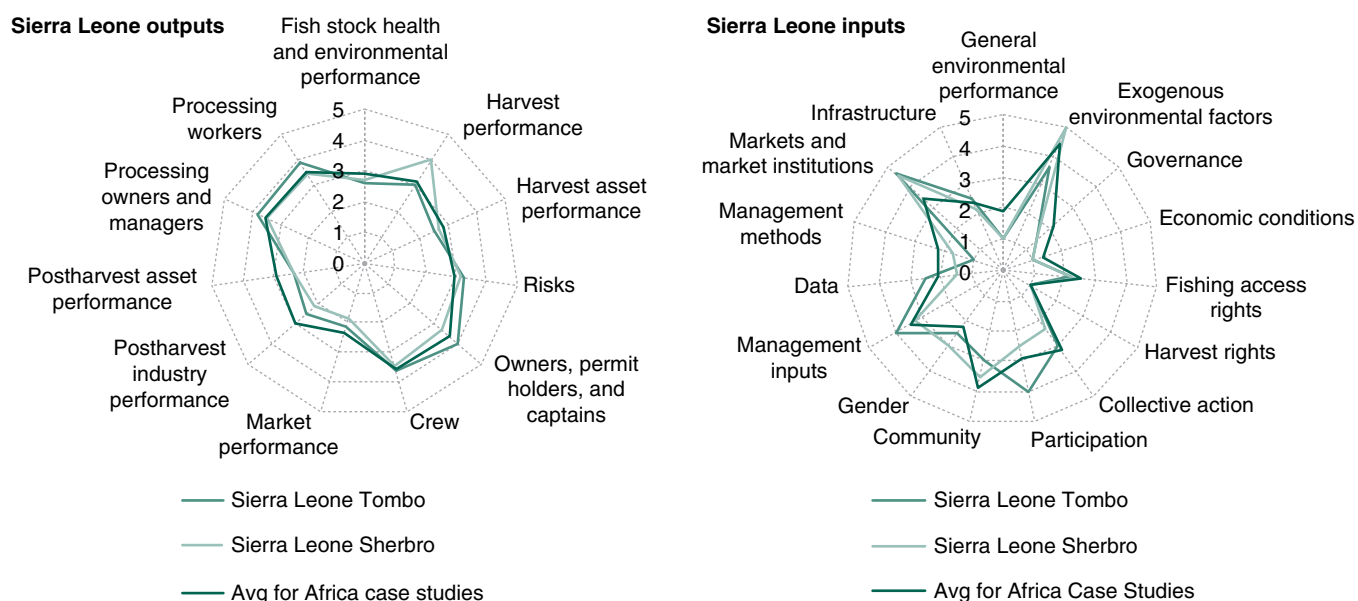 Sierra Leone outputs
Fish stock health
and environmental
performance
Harvest
performance
Harvest asset
performance
Risks
Owners, permit
holders, and
captains
Crew
Market
performance
Postharvest
industry
performance
Postharvest asset
performance
Processing
owners and
managers
Processing
workers
5
4
3
2
1
0
Sierra Leone Tombo
Sierra Leone Sherbro
Avg for Africa case studies
Sierra Leone inputs
General
environmental
performance
Exogenous
environmental factors
Governance
Economic conditions
Fishing access
rights
Harvest rights
Collective action
Participation
Community
Gender
Management
inputs
Data
Management
methods
Markets and
market institutions
Infrastructure
5
4
3
2
1
0
Sierra Leone Tombo
Sierra Leone Sherbro
Avg for Africa Case Studies